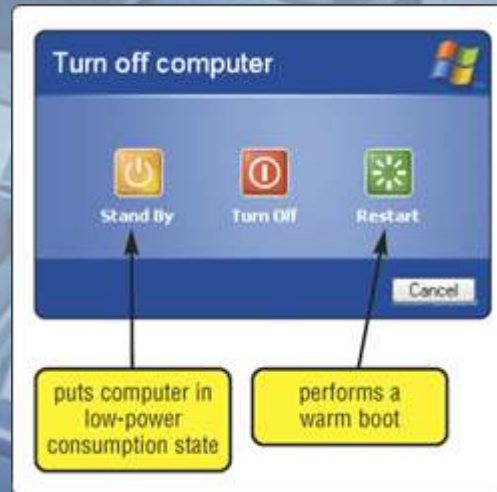 Turn off computer
Stand By
Turn Off
Restart
Cancel
puts computer in
low-power
consumption state
performs a
warm boot